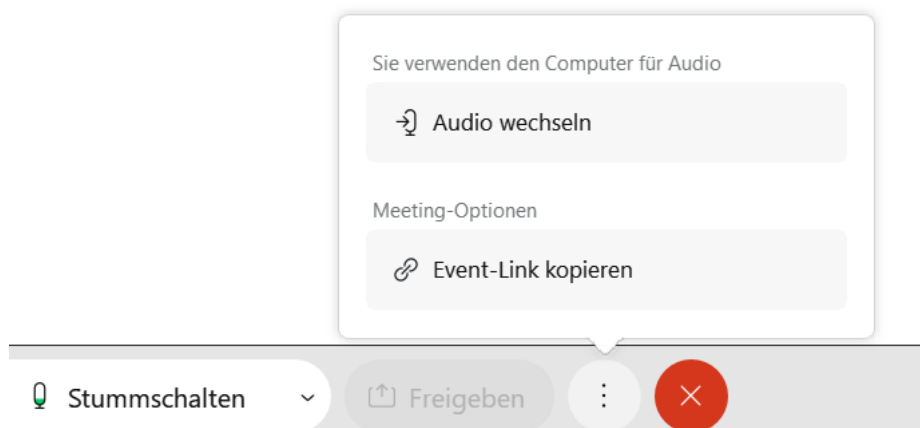 Sie verwenden den Computer für Audio
Audio wechseln
Meeting-Optionen
Event-Link kopieren
Stummschalten
Freigeben